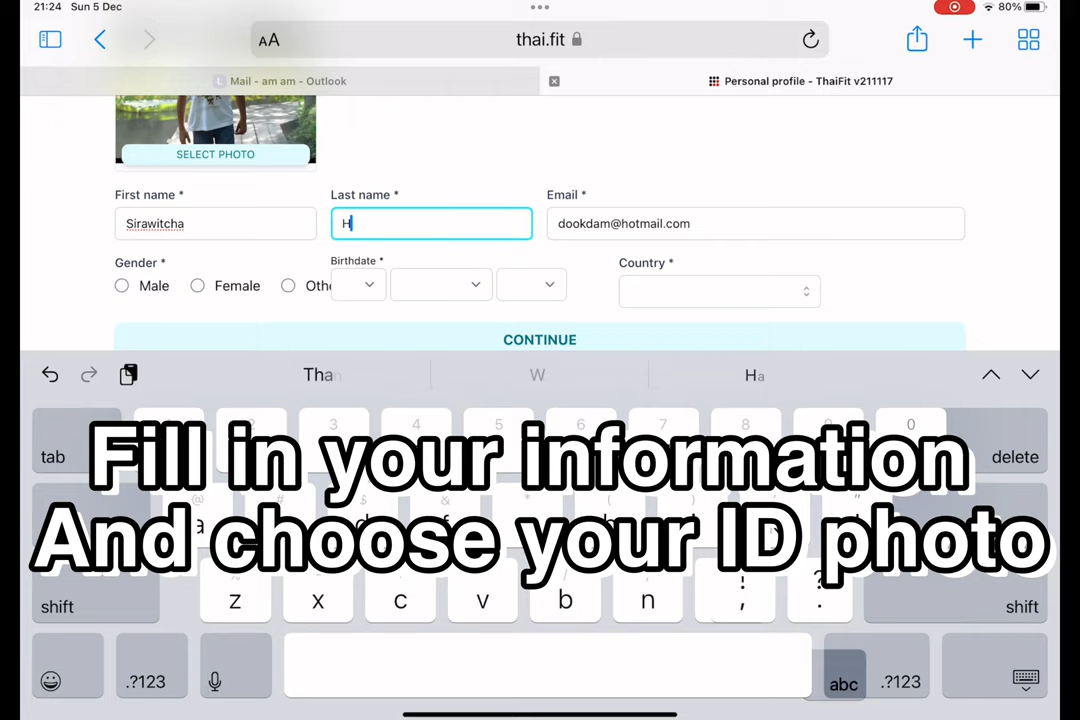 21:24 Sun 5 Dec
80%
AA
thai.fit
Mail - am am - Outlook
Personal profile - ThaiFit v211117
SELECT PHOTO
First name *
Last name *
Email *
Sirawitcha
H
dookdam@hotmail.com
Gender *
Birthdate *
Country *
Male
Female
Oth
CONTINUE
Than
W
Ha
Fill in your information
And choose your ID photo
tab
delete
shift
z
x
c
v
b
n
!
,
?
.
shift
.?123
abc
.?123